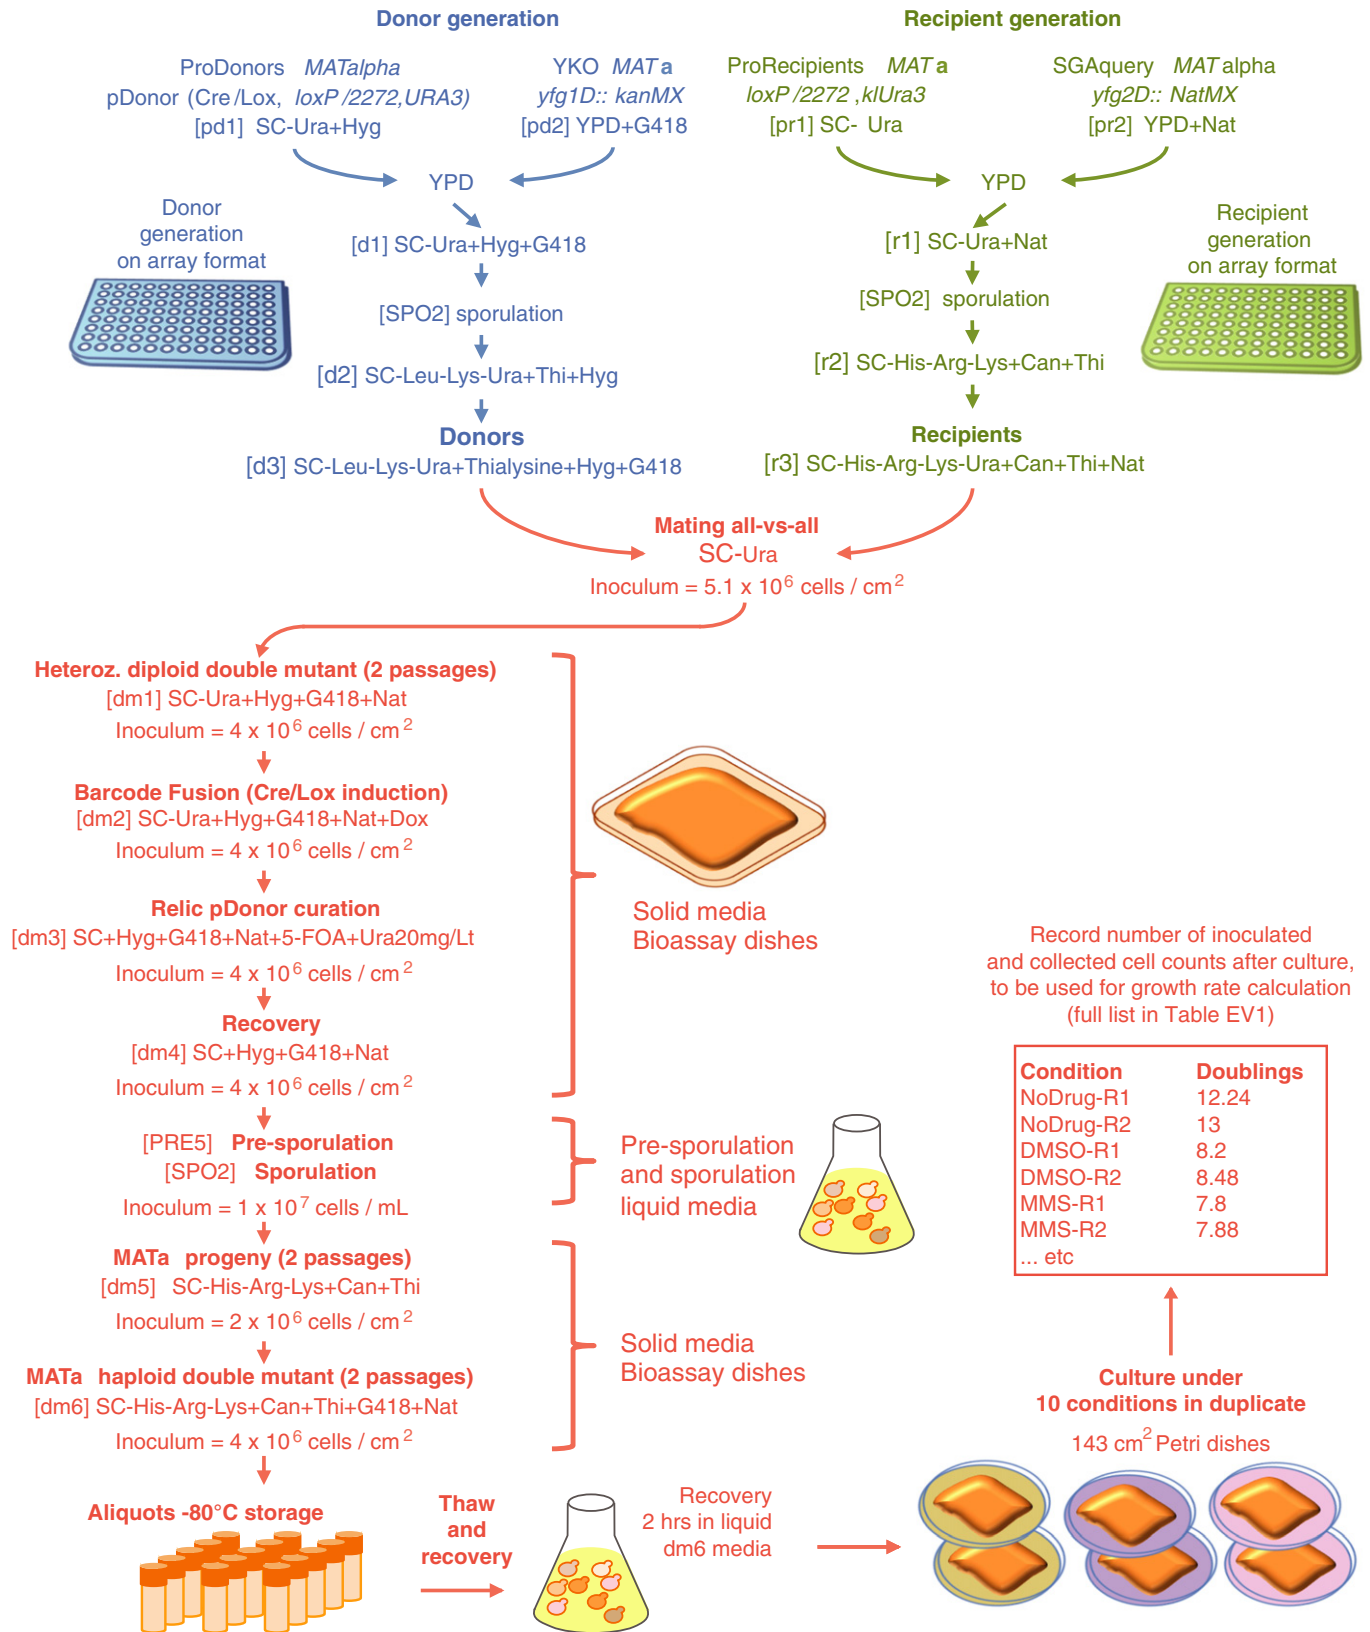 Donor generation
ProDonors MATalpha
pDonor (Cre/Lox, loxP/2272,URA3)
[pd1] SC-Ura+Hyg
YKO MATa
yfg1D:: kanMX
[pd2] YPD+G418
YPD
Donor
generation
on array format
[d1] SC-Ura+Hyg+G418
[SPO2] sporulation
[d2] SC-Leu-Lys-Ura+Thi+Hyg
Donors
[d3] SC-Leu-Lys-Ura+Thialysine+Hyg+G418
Recipient generation
ProRecipients MATa
loxP/2272 ,klUra3
[pr1] SC- Ura
SGAquery MATalpha
yfg2D:: NatMX
[pr2] YPD+Nat
YPD
Recipient
generation
on array format
[r1] SC-Ura+Nat
[SPO2] sporulation
[r2] SC-His-Arg-Lys+Can+Thi
Recipients
[r3] SC-His-Arg-Lys-Ura+Can+Thi+Nat
Mating all-vs-all
SC-Ura
Inoculum = 5.1 x 10⁶ cells / cm²
Heteroz. diploid double mutant (2 passages)
[dm1] SC-Ura+Hyg+G418+Nat
Inoculum = 4 x 10⁶ cells / cm²
Barcode Fusion (Cre/Lox induction)
[dm2] SC-Ura+Hyg+G418+Nat+Dox
Inoculum = 4 x 10⁶ cells / cm²
Relic pDonor curation
[dm3] SC+Hyg+G418+Nat+5-FOA+Ura20mg/Lt
Inoculum = 4 x 10⁶ cells / cm²
Recovery
[dm4] SC+Hyg+G418+Nat
Inoculum = 4 x 10⁶ cells / cm²
Solid media
Bioassay dishes
[PRE5] Pre-sporulation
[SPO2] Sporulation
Inoculum = 1 x 10⁷ cells / mL
Pre-sporulation
and sporulation
liquid media
MATa progeny (2 passages)
[dm5] SC-His-Arg-Lys+Can+Thi
Inoculum = 2 x 10⁶ cells / cm²
MATa haploid double mutant (2 passages)
[dm6] SC-His-Arg-Lys+Can+Thi+G418+Nat
Inoculum = 4 x 10⁶ cells / cm²
Solid media
Bioassay dishes
Aliquots -80°C storage
Thaw
and
recovery
Recovery
2 hrs in liquid
dm6 media
Culture under
10 conditions in duplicate
143 cm² Petri dishes
Record number of inoculated
and collected cell counts after culture,
to be used for growth rate calculation
(full list in Table EV1)
Condition Doublings
NoDrug-R1 12.24
NoDrug-R2 13
DMSO-R1 8.2
DMSO-R2 8.48
MMS-R1 7.8
MMS-R2 7.88
... etc